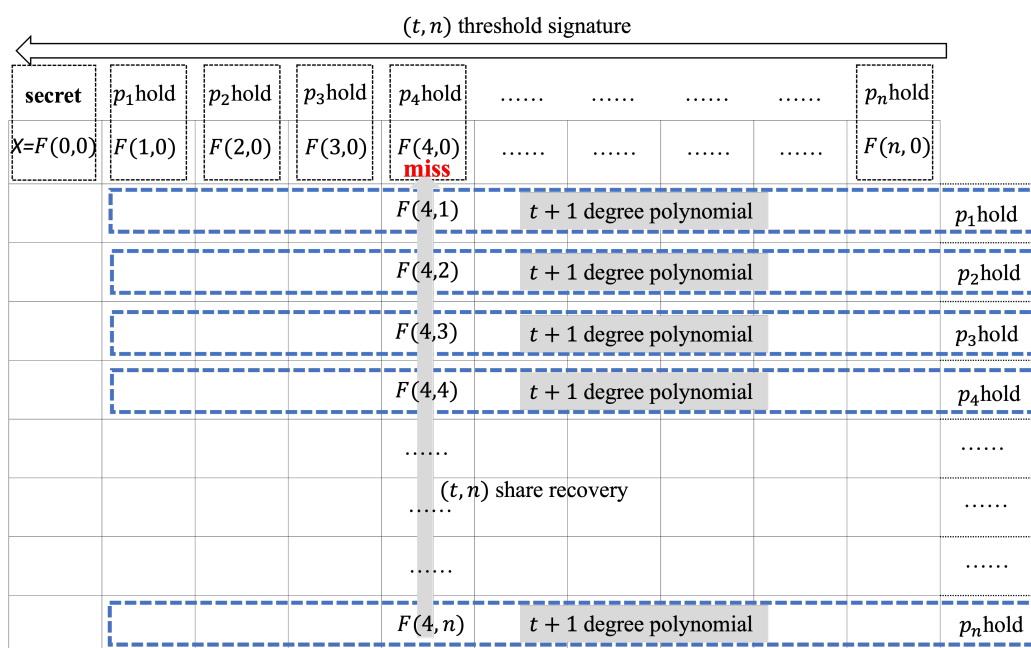 (t, n) threshold signature
secret p₁hold p₂hold p₃hold p₄hold ...... ...... ...... ...... pₙhold
X=F(0,0) F(1,0) F(2,0) F(3,0) F(4,0) ...... ...... ...... ...... F(n, 0)
miss
F(4,1) t + 1 degree polynomial p₁hold
F(4,2) t + 1 degree polynomial p₂hold
F(4,3) t + 1 degree polynomial p₃hold
F(4,4) t + 1 degree polynomial p₄hold
...... ......
(t, n) share recovery
...... ......
...... ......
F(4, n) t + 1 degree polynomial pₙhold